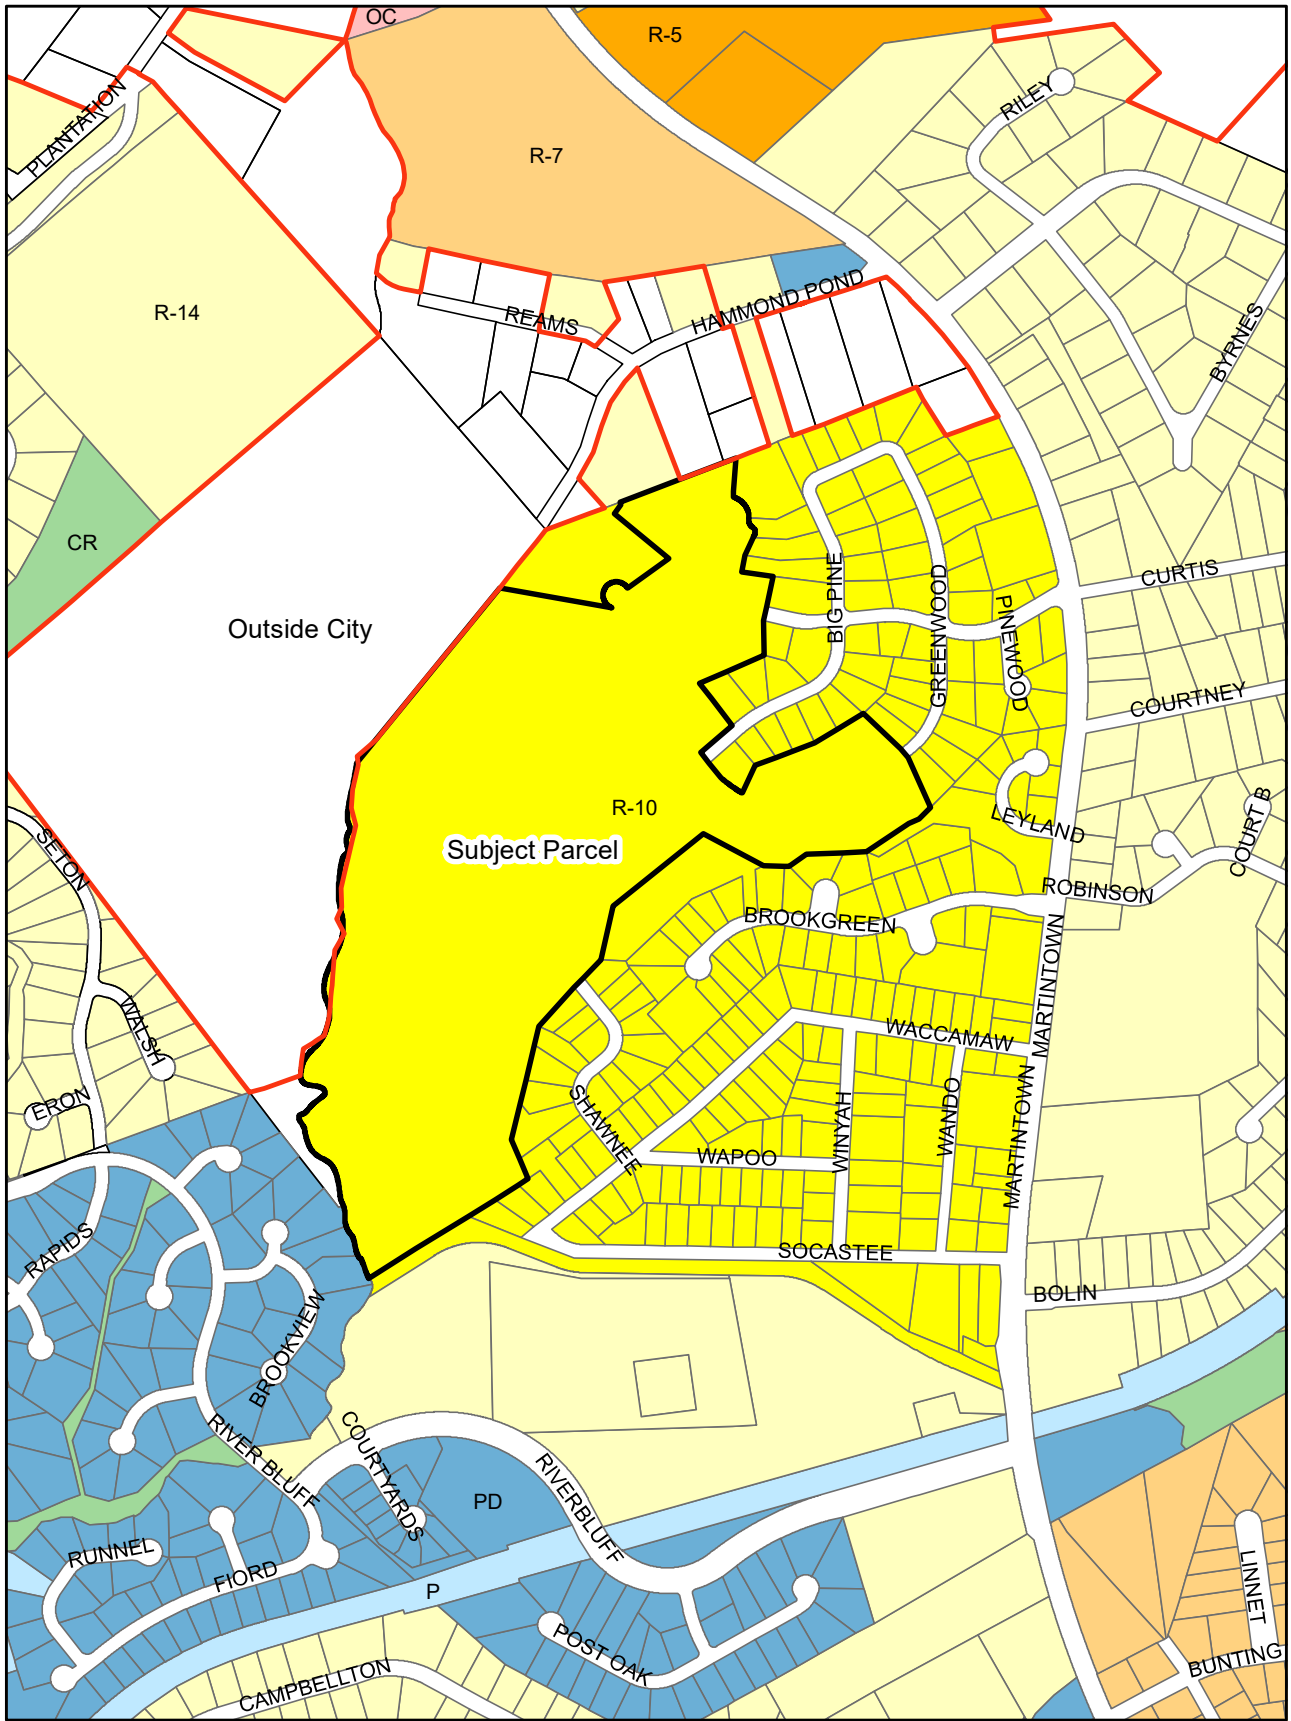 OC
R-5
RILEY
PLANTATION
R-7
R-14
REAMS
HAMMOND POND
BYRNES
CR
Outside City
BIG PINE
GREENWOOD
PINEWOOD
CURTIS
COURTNEY
R-10
Subject Parcel
LEYLAND
COURT B
SETON
ROBINSON
BROOKGREEN
MARTINTOWN
WALSH
WACCAMAW
ERON
SHAWNEE
WINYAH
WANDO
MARTINTOWN
WAPOO
RAPIDS
SOCASTEE
BOLIN
BROOKVIEW
RIVER BLUFF
COURTYARDS
PD
RIVERBLUFF
RUNNEL
FIORD
P
LINNET
POST OAK
BUNTING
CAMPBELLTON